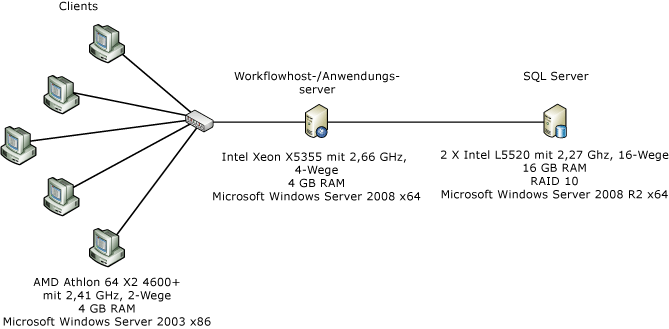 Clients
Workflowhost-/Anwendungs-
server
SQL Server
Intel Xeon X5355 mit 2,66 GHz,
4-Wege
4 GB RAM
Microsoft Windows Server 2008 x64
2 X Intel L5520 mit 2,27 Ghz, 16-Wege
16 GB RAM
RAID 10
Microsoft Windows Server 2008 R2 x64
AMD Athlon 64 X2 4600+
mit 2,41 GHz, 2-Wege
4 GB RAM
Microsoft Windows Server 2003 x86